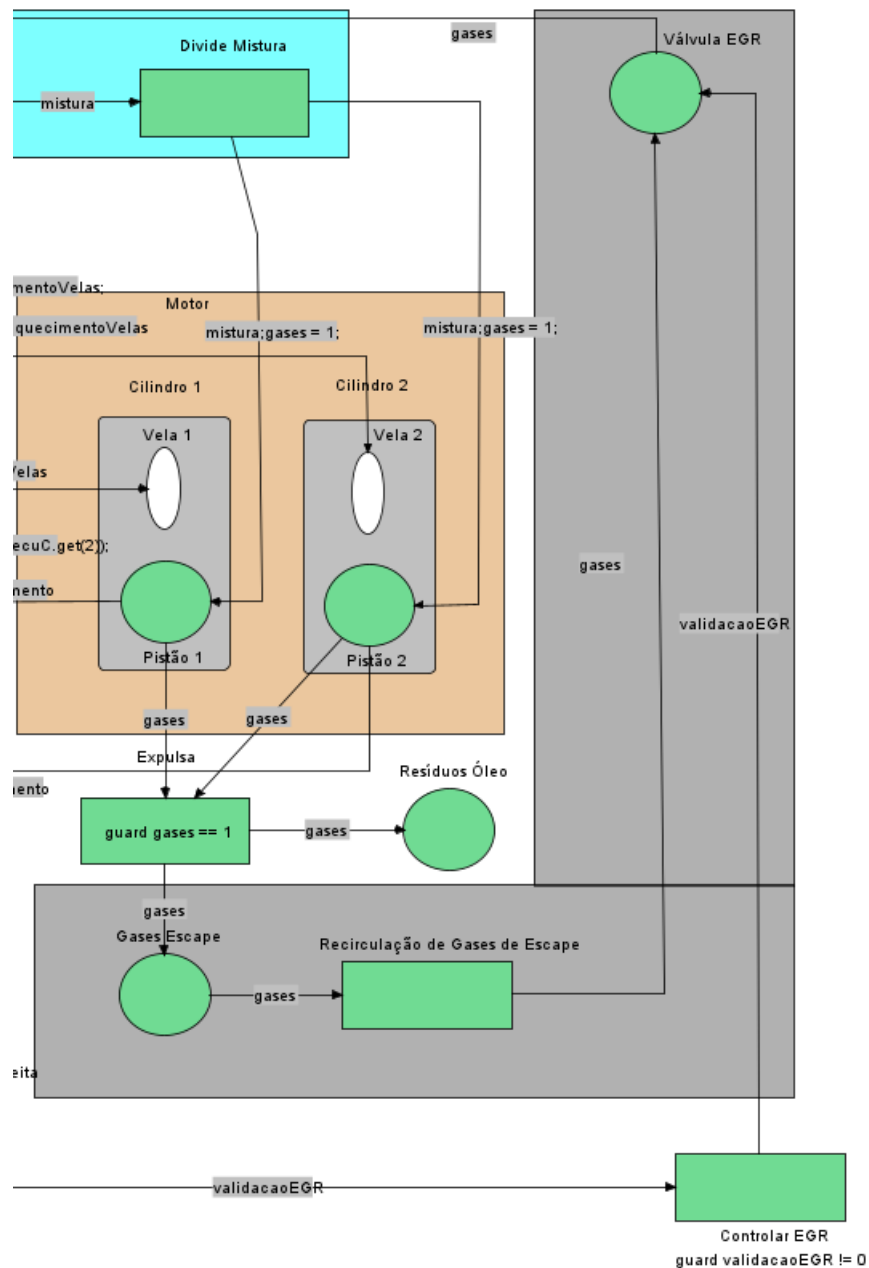 gases
Divide Mistura
Válvula EGR
mistura
mentoVelas;
Motor
quecimentoVelas
mistura;gases = 1;
mistura;gases = 1;
Cilindro 1
Cilindro 2
Vela 1
Vela 2
Velas
ecuC.get(2));
gases
mento
validacaoEGR
Pistão 1
Pistão 2
gases
gases
Expulsa
Resíduos Óleo
ento
guard gases == 1
gases
gases
Gases Escape
Recirculação de Gases de Escape
gases
eita
validacaoEGR
Controlar EGR
guard validacaoEGR != 0